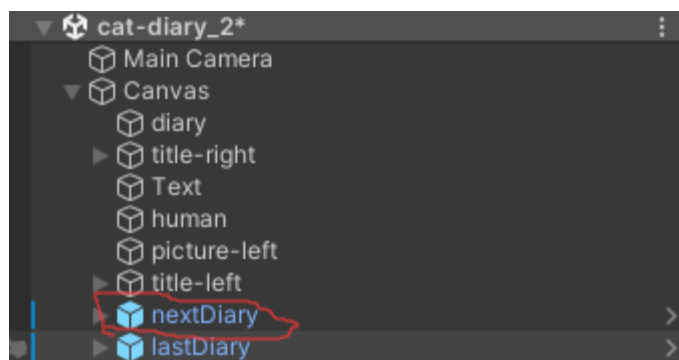 cat-diary_2*
Main Camera
Canvas
diary
title-right
Text
human
picture-left
title-left
nextDiary
lastDiary